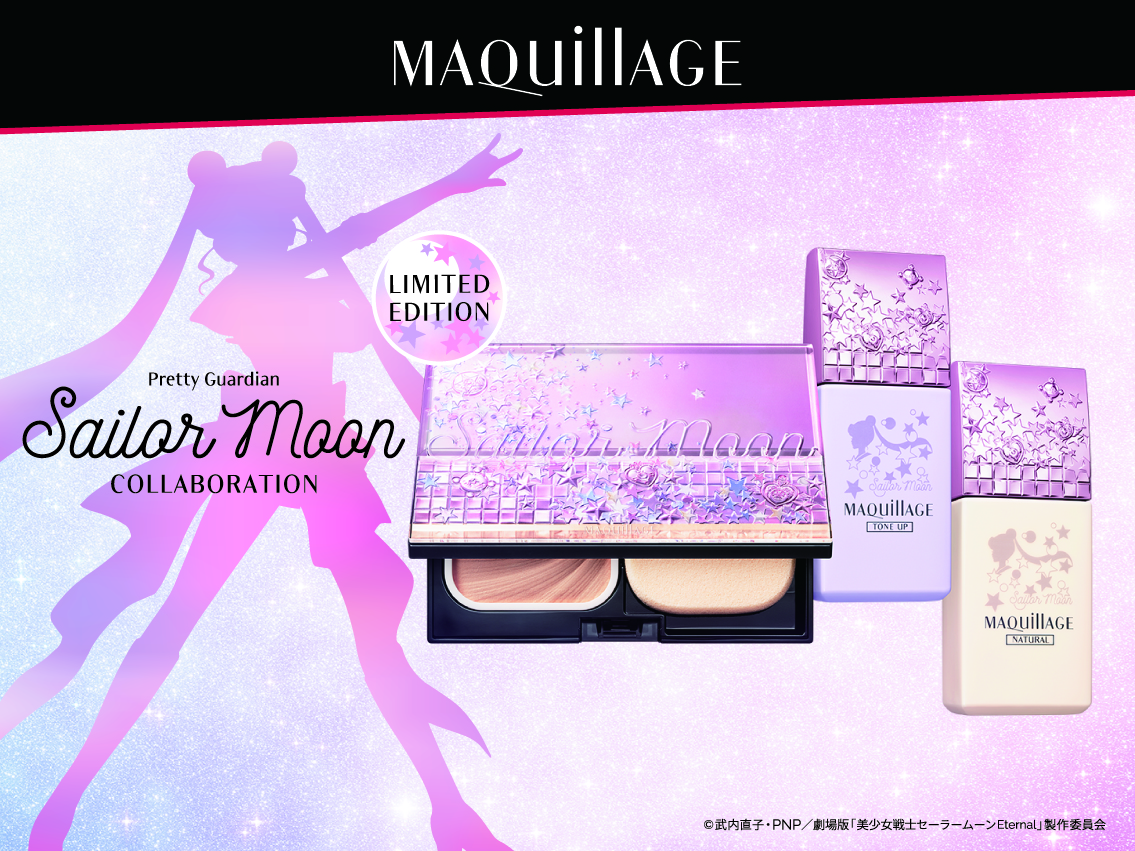 MAQuillAGE
LIMITED
EDITION
Pretty Guardian
Sailor Moon
COLLABORATION
Sailor Moon
MAQuillAGE
Sailor Moon
MAQuillAGE
TONE UP
Sailor Moon
MAQuillAGE
NATURAL
©武内直子・PNP／劇場版「美少女戦士セーラームーンEternal」製作委員会